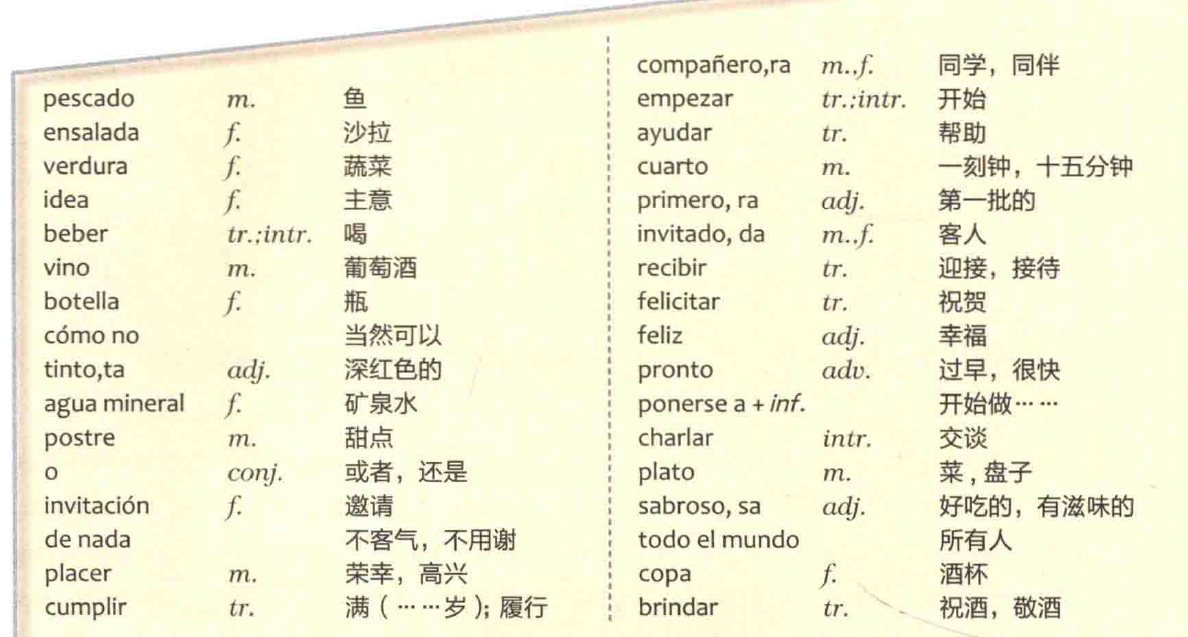 pescado m. 鱼
ensalada f. 沙拉
verdura f. 蔬菜
idea f. 主意
beber tr.;intr. 喝
vino m. 葡萄酒
botella f. 瓶
cómo no 当然可以
tinto,ta adj. 深红色的
agua mineral f. 矿泉水
postre m. 甜点
o conj. 或者，还是
invitación f. 邀请
de nada 不客气，不用谢
placer m. 荣幸，高兴
cumplir tr. 满（……岁）；履行
compañero,ra m.,f. 同学，同伴
empezar tr.;intr. 开始
ayudar tr. 帮助
cuarto m. 一刻钟，十五分钟
primero, ra adj. 第一批的
invitado, da m.,f. 客人
recibir tr. 迎接，接待
felicitar tr. 祝贺
feliz adj. 幸福
pronto adv. 过早，很快
ponerse a + inf. 开始做……
charlar intr. 交谈
plato m. 菜，盘子
sabroso, sa adj. 好吃的，有滋味的
todo el mundo 所有人
copa f. 酒杯
brindar tr. 祝酒，敬酒